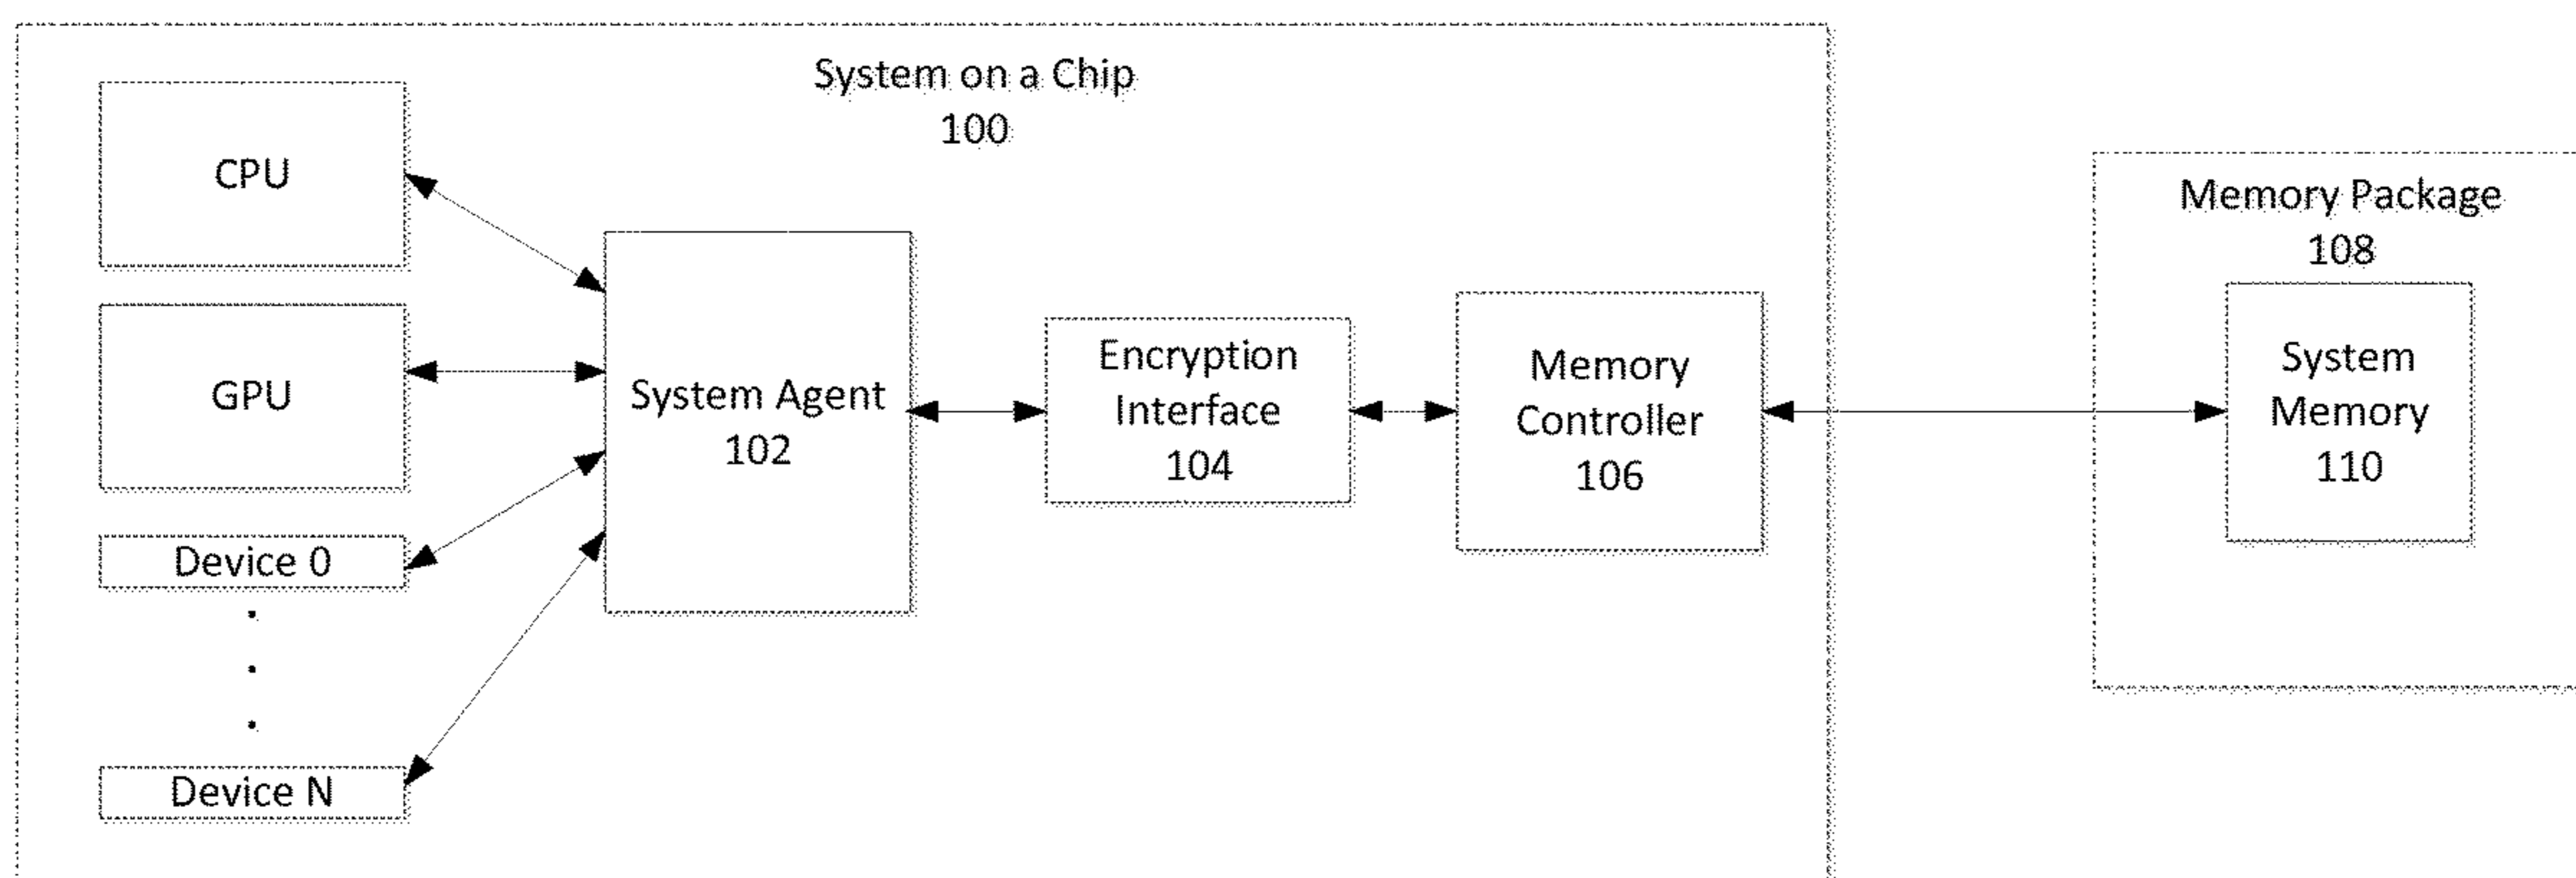 System on a Chip
100
CPU
GPU
Device 0
Device N
System Agent
102
Encryption
Interface
104
Memory
Controller
106
Memory Package
108
System
Memory
110